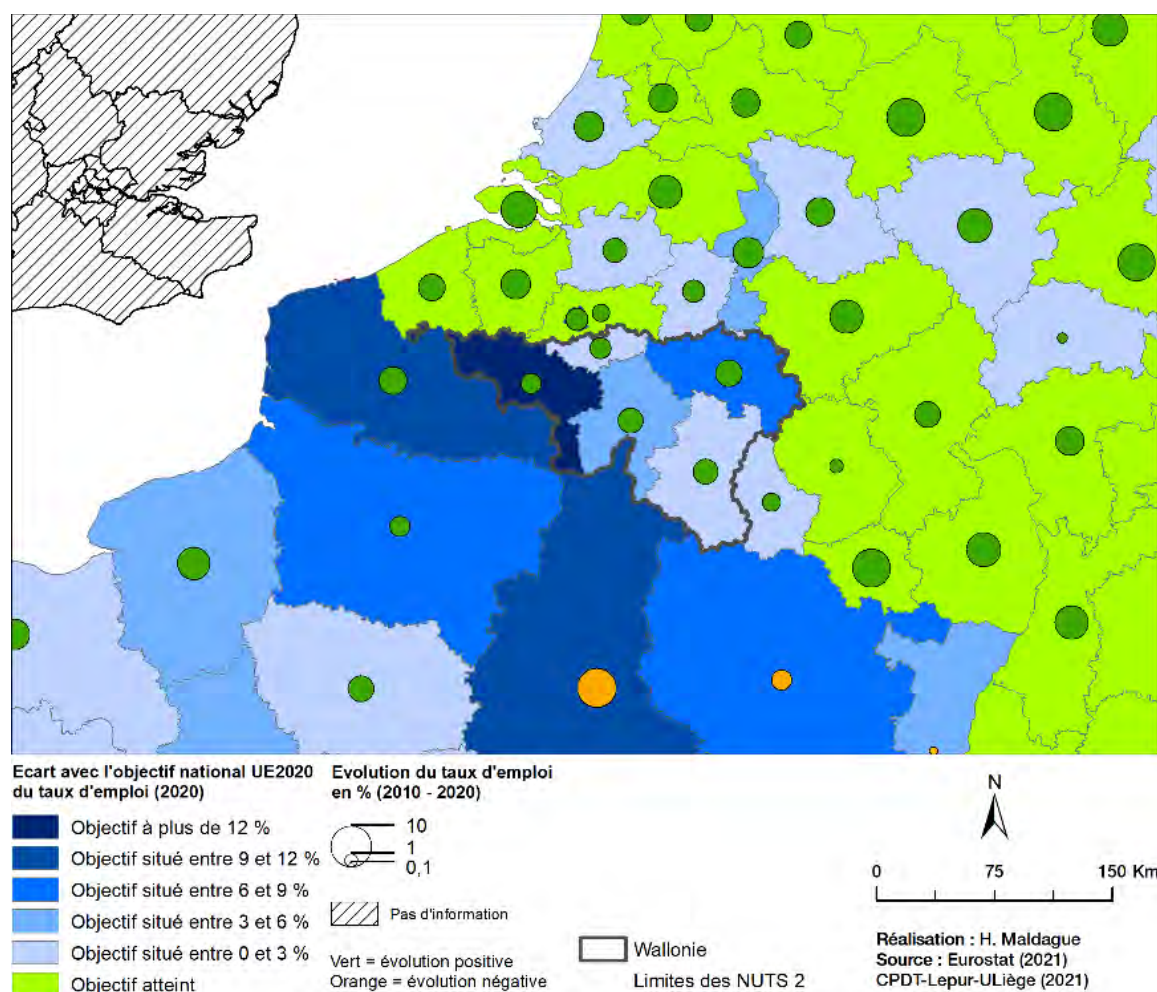 Ecart avec l'objectif national UE2020
du taux d'emploi (2020)
Objectif à plus de 12 %
Objectif situé entre 9 et 12 %
Objectif situé entre 6 et 9 %
Objectif situé entre 3 et 6 %
Objectif situé entre 0 et 3 %
Objectif atteint
Evolution du taux d'emploi
en % (2010 - 2020)
10
1
0,1
Pas d'information
Vert = évolution positive
Orange = évolution négative
Wallonie
Limites des NUTS 2
N
0 75 150 Km
Réalisation : H. Maldague
Source : Eurostat (2021)
CPDT-Lepur-ULiège (2021)